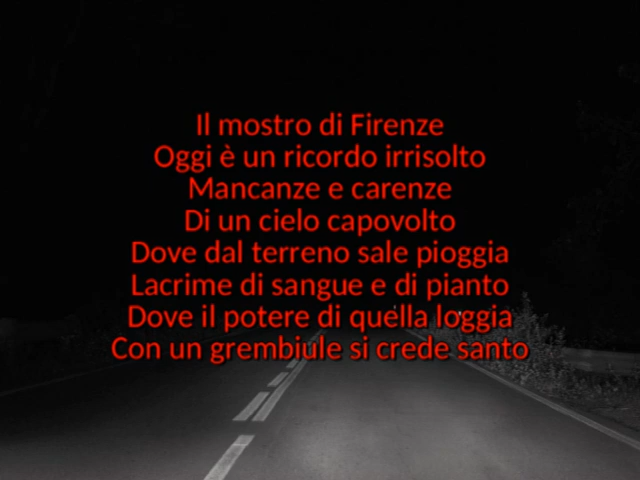 Il mostro di Firenze
Oggi è un ricordo irrisolto
Mancanze e carenze
Di un cielo capovolto
Dove dal terreno sale pioggia
Lacrime di sangue e di pianto
Dove il potere di quella loggia
Con un grembiule si crede santo